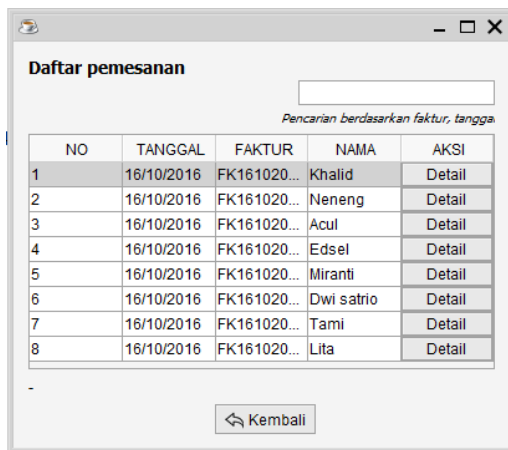 Daftar pemesanan
Pencarian berdasarkan faktur, tangga
NO TANGGAL FAKTUR NAMA AKSI
1 16/10/2016 FK161020... Khalid Detail
2 16/10/2016 FK161020... Neneng Detail
3 16/10/2016 FK161020... Acul Detail
4 16/10/2016 FK161020... Edsel Detail
5 16/10/2016 FK161020... Miranti Detail
6 16/10/2016 FK161020... Dwi satrio Detail
7 16/10/2016 FK161020... Tami Detail
8 16/10/2016 FK161020... Lita Detail
-
Kembali